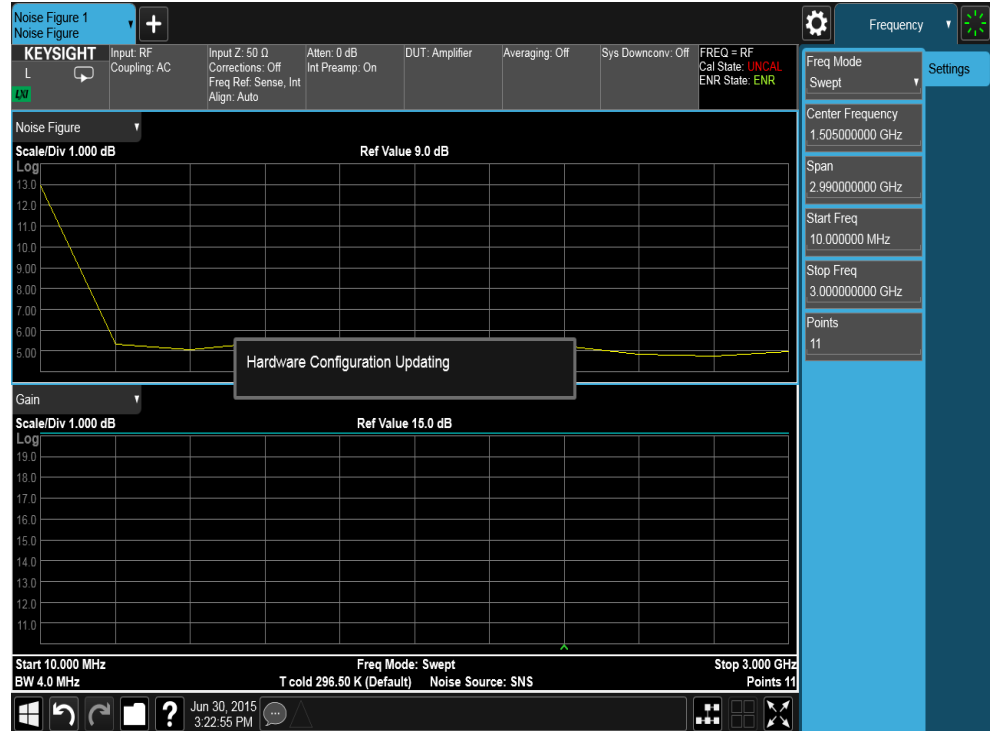 Noise Figure 1
Noise Figure
+
Frequency
KEYSIGHT
L
LXI
Input: RF
Coupling: AC
Input Z: 50 Ω
Corrections: Off
Freq Ref: Sense, Int
Align: Auto
Atten: 0 dB
Int Preamp: On
DUT: Amplifier
Averaging: Off
Sys Downconv: Off
FREQ = RF
Cal State: UNCAL
ENR State: ENR
Freq Mode
Swept
Settings
Center Frequency
1.505000000 GHz
Span
2.990000000 GHz
Start Freq
10.000000 MHz
Stop Freq
3.000000000 GHz
Points
11
Noise Figure
Scale/Div 1.000 dB
Ref Value 9.0 dB
Log
13.0
12.0
11.0
10.0
9.00
8.00
7.00
6.00
5.00
Hardware Configuration Updating
Gain
Scale/Div 1.000 dB
Ref Value 15.0 dB
Log
19.0
18.0
17.0
16.0
15.0
14.0
13.0
12.0
11.0
Start 10.000 MHz
Freq Mode: Swept
Stop 3.000 GHz
BW 4.0 MHz
T cold 296.50 K (Default)
Noise Source: SNS
Points 11
?
Jun 30, 2015
3:22:55 PM